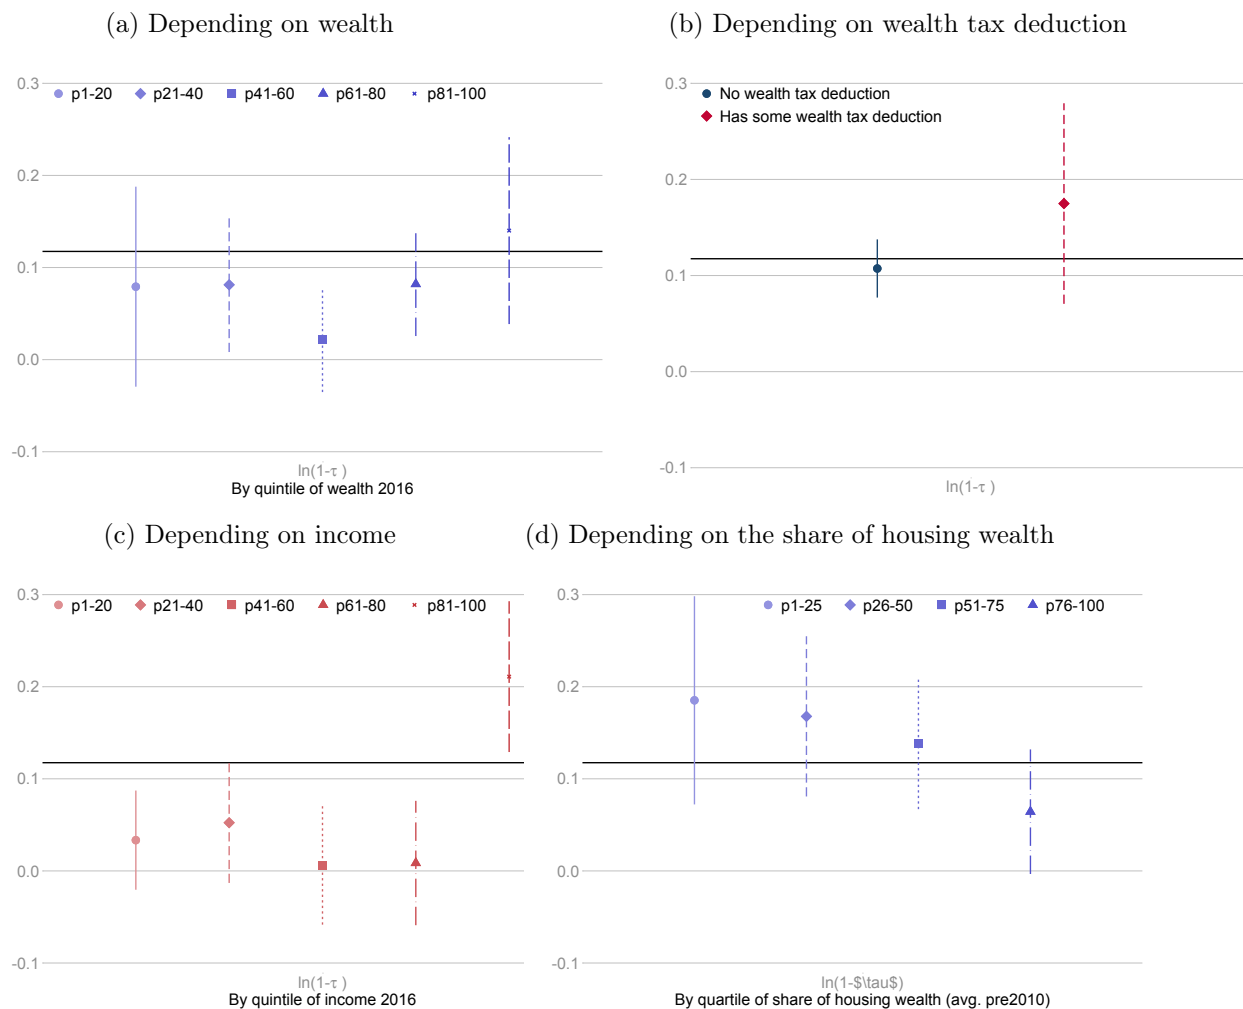 (a) Depending on wealth
0.3
p1-20 p21-40 p41-60 p61-80 p81-100
0.2
0.1
0.0
-0.1
ln(1-τ )
By quintile of wealth 2016
(b) Depending on wealth tax deduction
0.3
No wealth tax deduction
Has some wealth tax deduction
0.2
0.1
0.0
-0.1
ln(1-τ )
(c) Depending on income
0.3
p1-20 p21-40 p41-60 p61-80 p81-100
0.2
0.1
0.0
-0.1
ln(1-τ )
By quintile of income 2016
(d) Depending on the share of housing wealth
0.3
p1-25 p26-50 p51-75 p76-100
0.2
0.1
0.0
-0.1
ln(1-$\tau$)
By quartile of share of housing wealth (avg. pre2010)